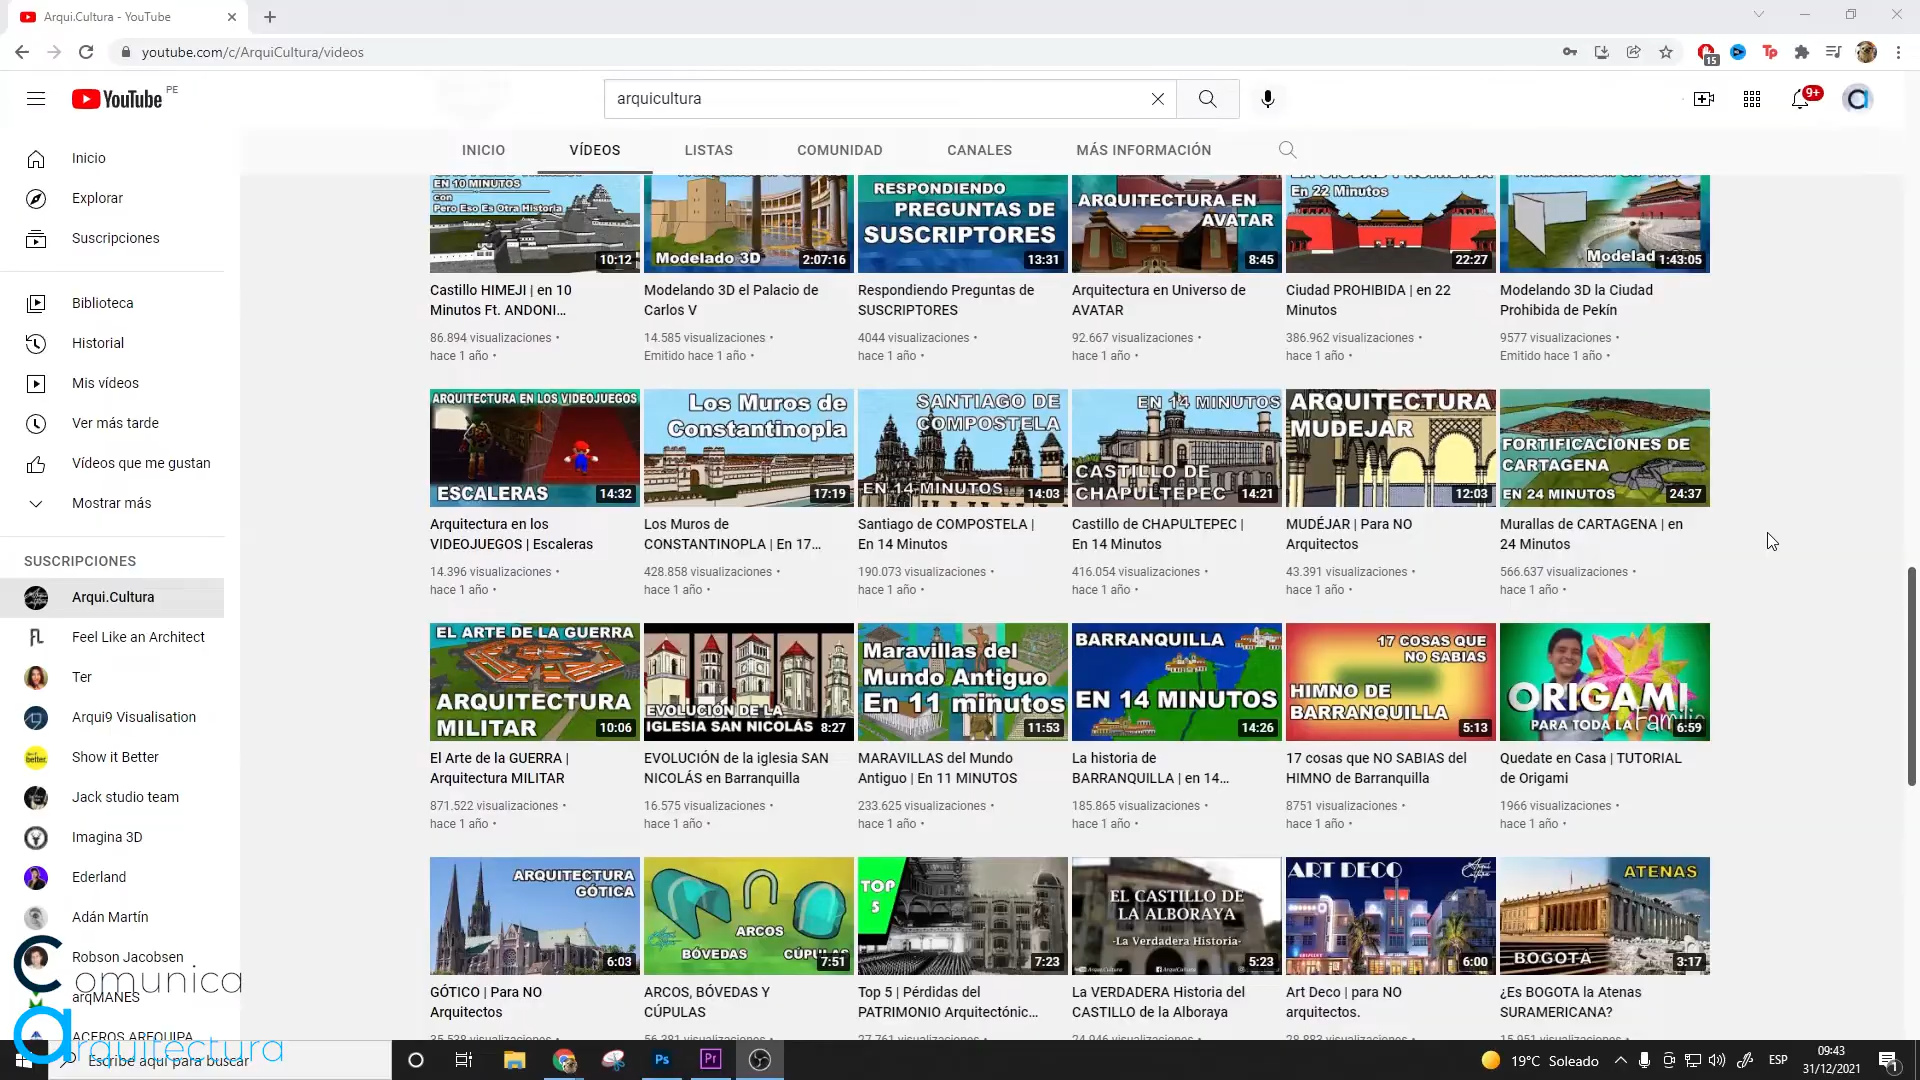 Arqui.Cultura - YouTube
youtube.com/c/ArquiCultura/videos
15
YouTube PE
arquicultura
9+
INICIO VÍDEOS LISTAS COMUNIDAD CANALES MÁS INFORMACIÓN
Inicio
Explorar
Suscripciones
Biblioteca
Historial
Mis vídeos
Ver más tarde
Vídeos que me gustan
Mostrar más
SUSCRIPCIONES
Arqui.Cultura
Feel Like an Architect
Ter
Arqui9 Visualisation
Show it Better
Jack studio team
Imagina 3D
Ederland
Adán Martín
Robson Jacobsen
arqMANES
ACEROS AREQUIPA
Comunica
arquitectura
EN 10 MINUTOS
con
Pero Eso Es Otra Historia
10:12
Castillo HIMEJI | en 10
Minutos Ft. ANDONI...
86.894 visualizaciones •
hace 1 año •
Modelado 3D
2:07:16
Modelando 3D el Palacio de
Carlos V
14.585 visualizaciones •
Emitido hace 1 año •
RESPONDIENDO
PREGUNTAS DE
SUSCRIPTORES
13:31
Respondiendo Preguntas de
SUSCRIPTORES
4044 visualizaciones •
hace 1 año •
ARQUITECTURA EN
AVATAR
8:45
Arquitectura en Universo de
AVATAR
92.667 visualizaciones •
hace 1 año •
En 22 Minutos
22:27
Ciudad PROHIBIDA | en 22
Minutos
386.962 visualizaciones •
hace 1 año •
Modelad
1:43:05
Modelando 3D la Ciudad
Prohibida de Pekín
9577 visualizaciones •
Emitido hace 1 año •
ARQUITECTURA EN LOS VIDEOJUEGOS
ESCALERAS
14:32
Arquitectura en los
VIDEOJUEGOS | Escaleras
14.396 visualizaciones •
hace 1 año •
Los Muros de
Constantinopla
17:19
Los Muros de
CONSTANTINOPLA | En 17...
428.858 visualizaciones •
hace 1 año •
SANTIAGO DE
COMPOSTELA
EN 14 MINUTOS
14:03
Santiago de COMPOSTELA |
En 14 Minutos
190.073 visualizaciones •
hace 1 año •
EN 14 MINUTOS
CASTILLO DE
CHAPULTEPEC
14:21
Castillo de CHAPULTEPEC |
En 14 Minutos
416.054 visualizaciones •
hace 1 año •
ARQUITECTURA
MUDEJAR
12:03
MUDÉJAR | Para NO
Arquitectos
43.391 visualizaciones •
hace 1 año •
FORTIFICACIONES DE
CARTAGENA
EN 24 MINUTOS
24:37
Murallas de CARTAGENA | en
24 Minutos
566.637 visualizaciones •
hace 1 año •
EL ARTE DE LA GUERRA
ARQUITECTURA
MILITAR
10:06
El Arte de la GUERRA |
Arquitectura MILITAR
871.522 visualizaciones •
hace 1 año •
EVOLUCIÓN DE LA
IGLESIA SAN NICOLÁS
8:27
EVOLUCIÓN de la iglesia SAN
NICOLÁS en Barranquilla
16.575 visualizaciones •
hace 1 año •
Maravillas del
Mundo Antiguo
En 11 minutos
11:53
MARAVILLAS del Mundo
Antiguo | En 11 MINUTOS
233.625 visualizaciones •
hace 1 año •
BARRANQUILLA
EN 14 MINUTOS
14:26
La historia de
BARRANQUILLA | en 14...
185.865 visualizaciones •
hace 1 año •
17 COSAS QUE
NO SABIAS
HIMNO DE
BARRANQUILLA
5:13
17 cosas que NO SABIAS del
HIMNO de Barranquilla
8751 visualizaciones •
hace 1 año •
ORIGAMI
PARA TODA LA Familia
6:59
Quedate en Casa | TUTORIAL
de Origami
1966 visualizaciones •
hace 1 año •
ARQUITECTURA
GÓTICA
6:03
GÓTICO | Para NO
Arquitectos
ARCOS
BÓVEDAS
CÚPULAS
7:51
ARCOS, BÓVEDAS Y
CÚPULAS
TOP
5
7:23
Top 5 | Pérdidas del
PATRIMONIO Arquitectónic...
EL CASTILLO DE
LA ALBORAYA
-La Verdadera Historia-
5:23
La VERDADERA Historia del
CASTILLO de la Alboraya
ART DECO
6:00
Art Deco | para NO
arquitectos.
ATENAS
BOGOTA
3:17
¿Es BOGOTA la Atenas
SURAMERICANA?
Escribe aquí para buscar
Ps
Pr
19°C Soleado
ESP
09:43
31/12/2021
1